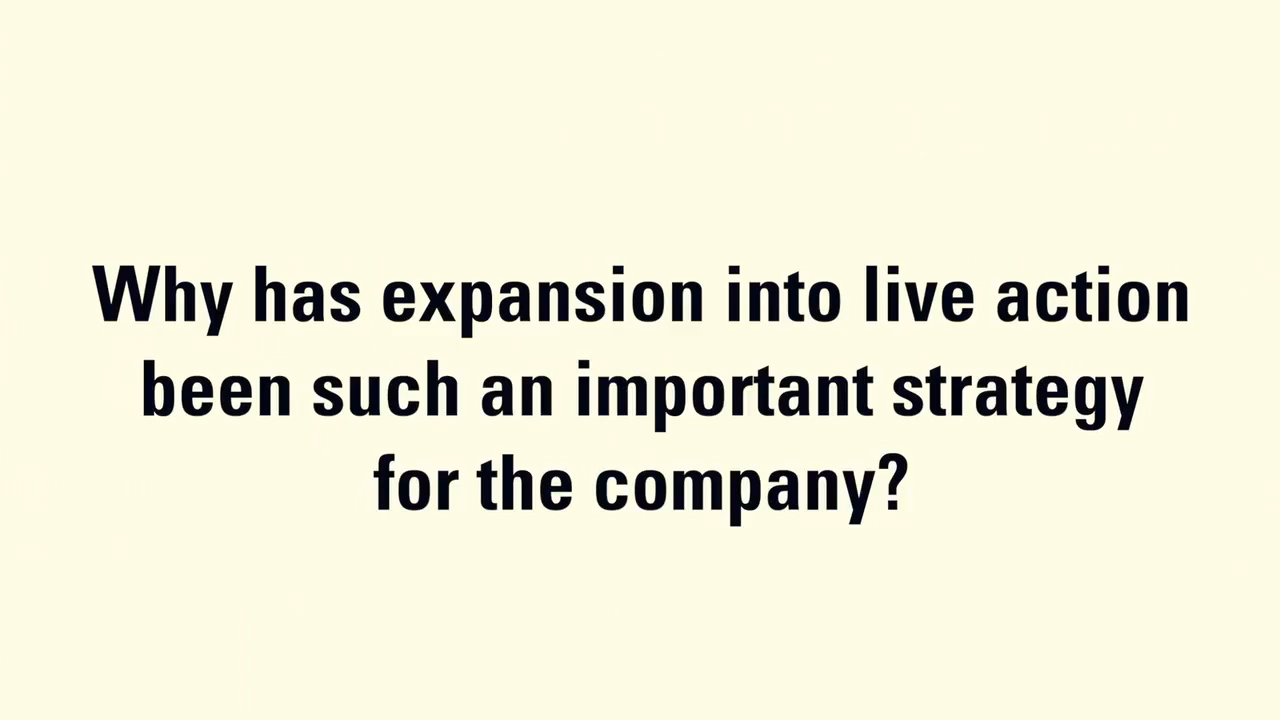 Why has expansion into live action
been such an important strategy
for the company?